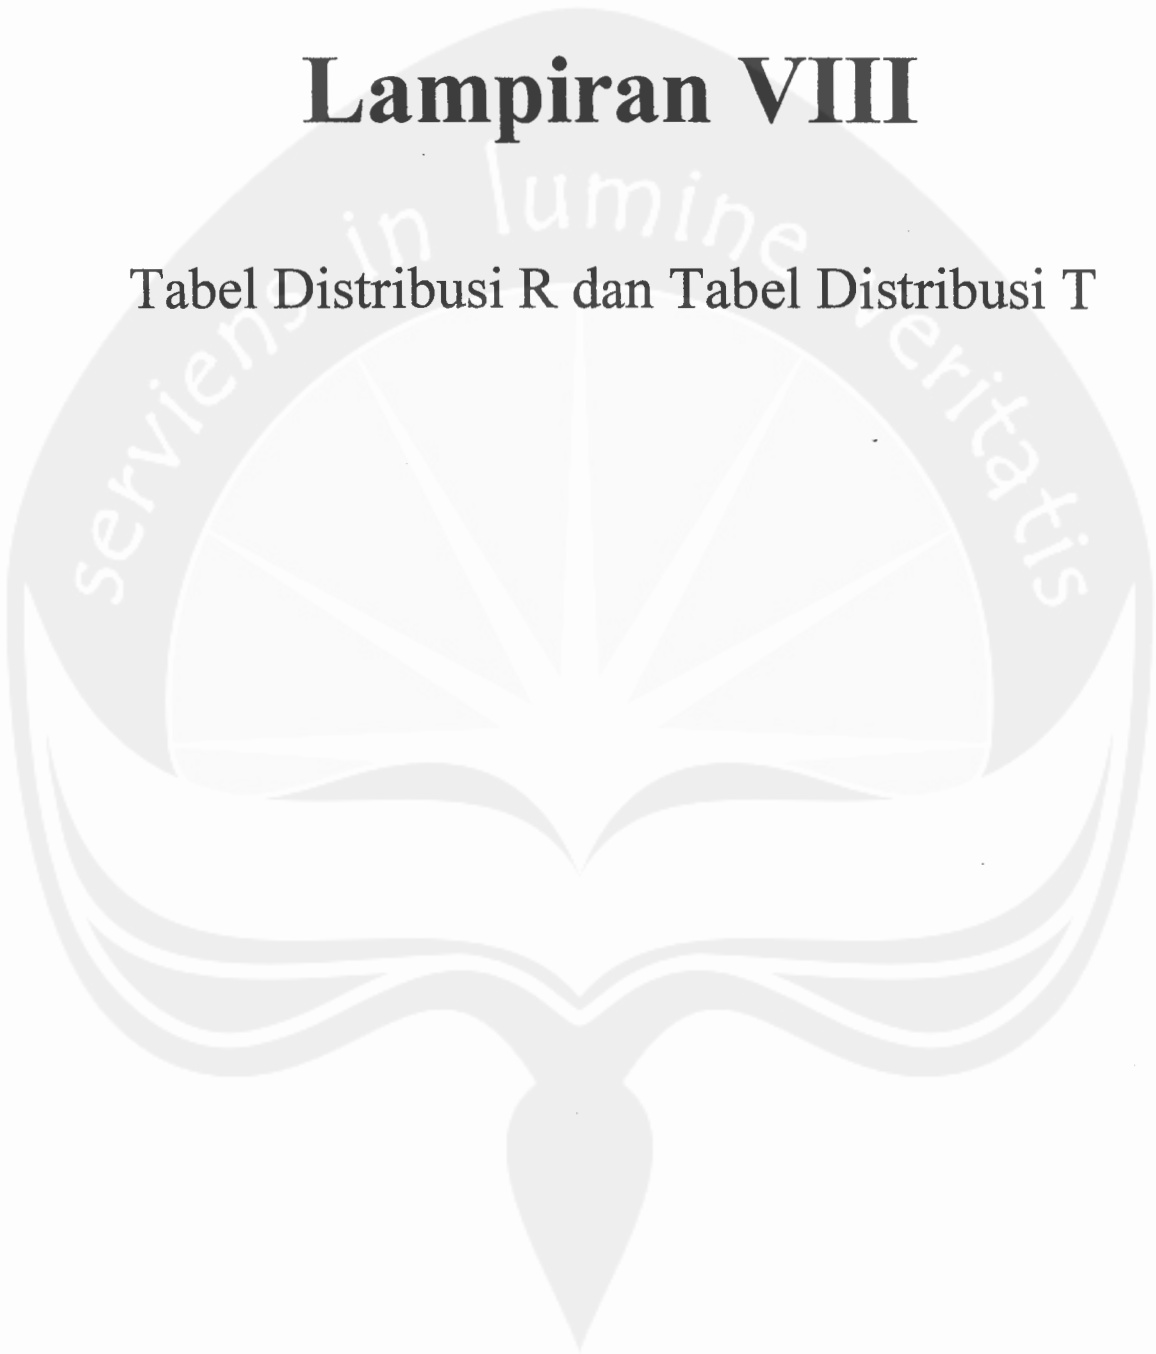 Lampiran VIII
serviens in lumine veritatis
Tabel Distribusi R dan Tabel Distribusi T